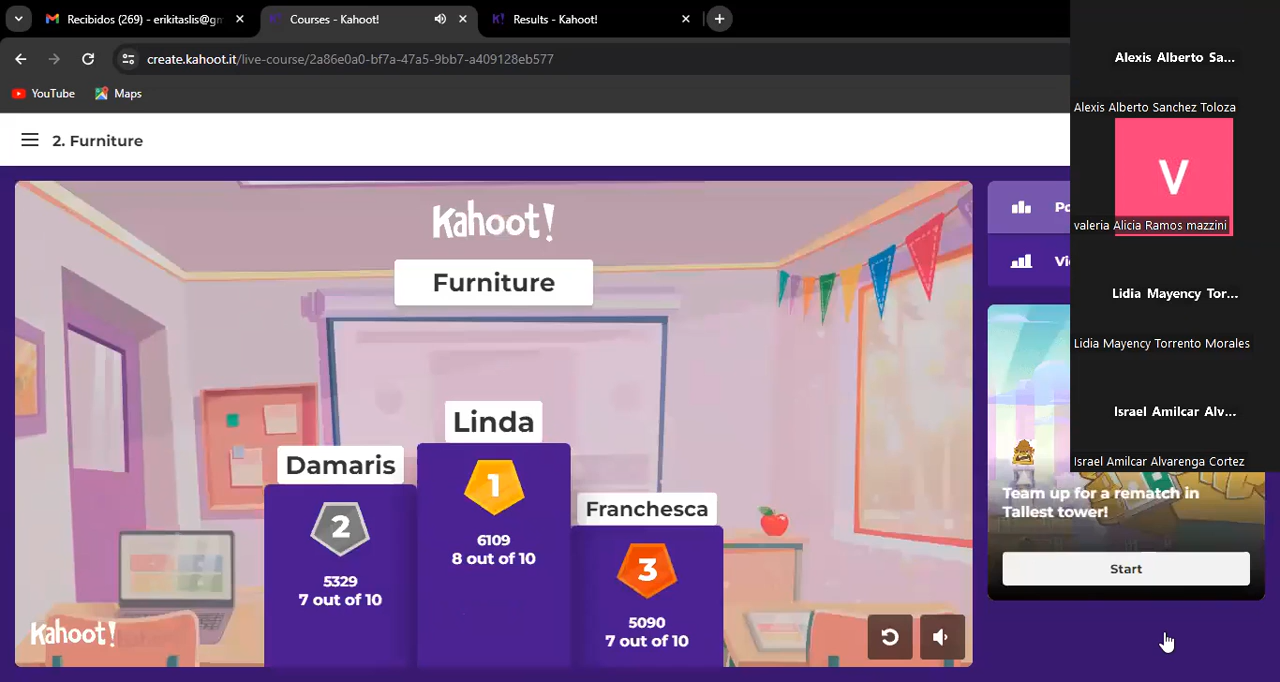 Recibidos (269) - erikitaslis@gm
Courses - Kahoot!
Results - Kahoot!
create.kahoot.it/live-course/2a86e0a0-bf7a-47a5-9bb7-a409128eb577
YouTube
Maps
2. Furniture
Kahoot!
Furniture
Linda
1
6109
8 out of 10
Damaris
2
5329
7 out of 10
Franchesca
3
5090
7 out of 10
Kahoot!
Po
Vi
Team up for a rematch in
Tallest tower!
Start
Alexis Alberto Sa...
Alexis Alberto Sanchez Toloza
V
valeria Alicia Ramos mazzini
Lidia Mayency Tor...
Lidia Mayency Torrento Morales
Israel Amilcar Alv...
Israel Amilcar Alvarenga Cortez